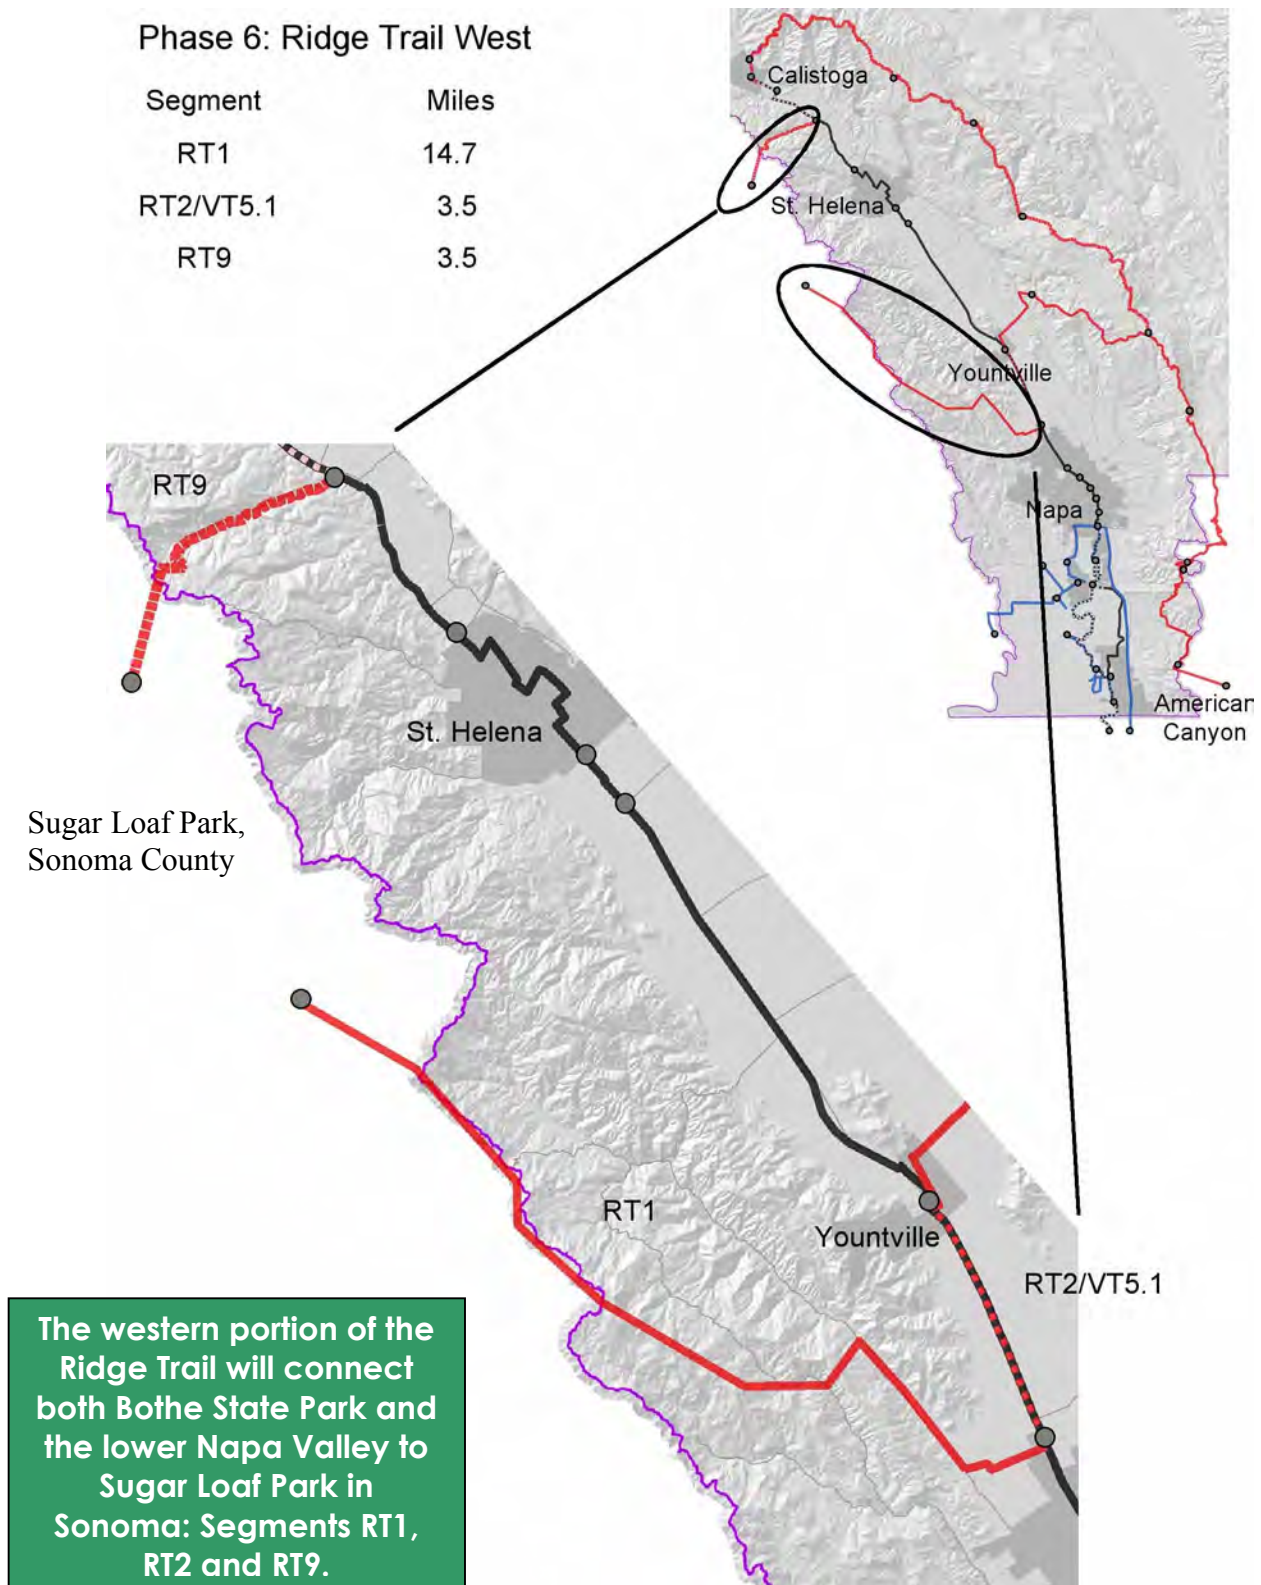 Phase 6: Ridge Trail West
Segment Miles
RT1 14.7
RT2/VT5.1 3.5
RT9 3.5
Calistoga
St. Helena
Yountville
Napa
American
Canyon
RT9
St. Helena
Sugar Loaf Park,
Sonoma County
RT1
Yountville
RT2/VT5.1
The western portion of the
Ridge Trail will connect
both Bothe State Park and
the lower Napa Valley to
Sugar Loaf Park in
Sonoma: Segments RT1,
RT2 and RT9.